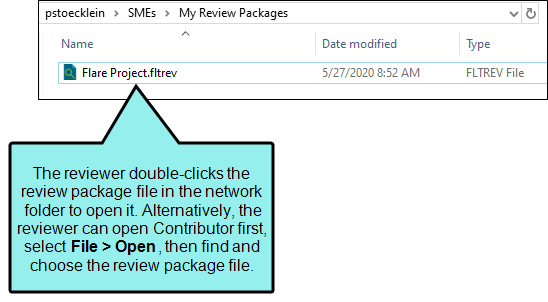 pstoecklein > SMEs > My Review Packages
Name Date modified Type
Flare Project.fltrev 5/27/2020 8:52 AM FLTREV File
The reviewer double-clicks the
review package file in the network
folder to open it. Alternatively, the
reviewer can open Contributor first,
select File > Open , then find and
choose the review package file.